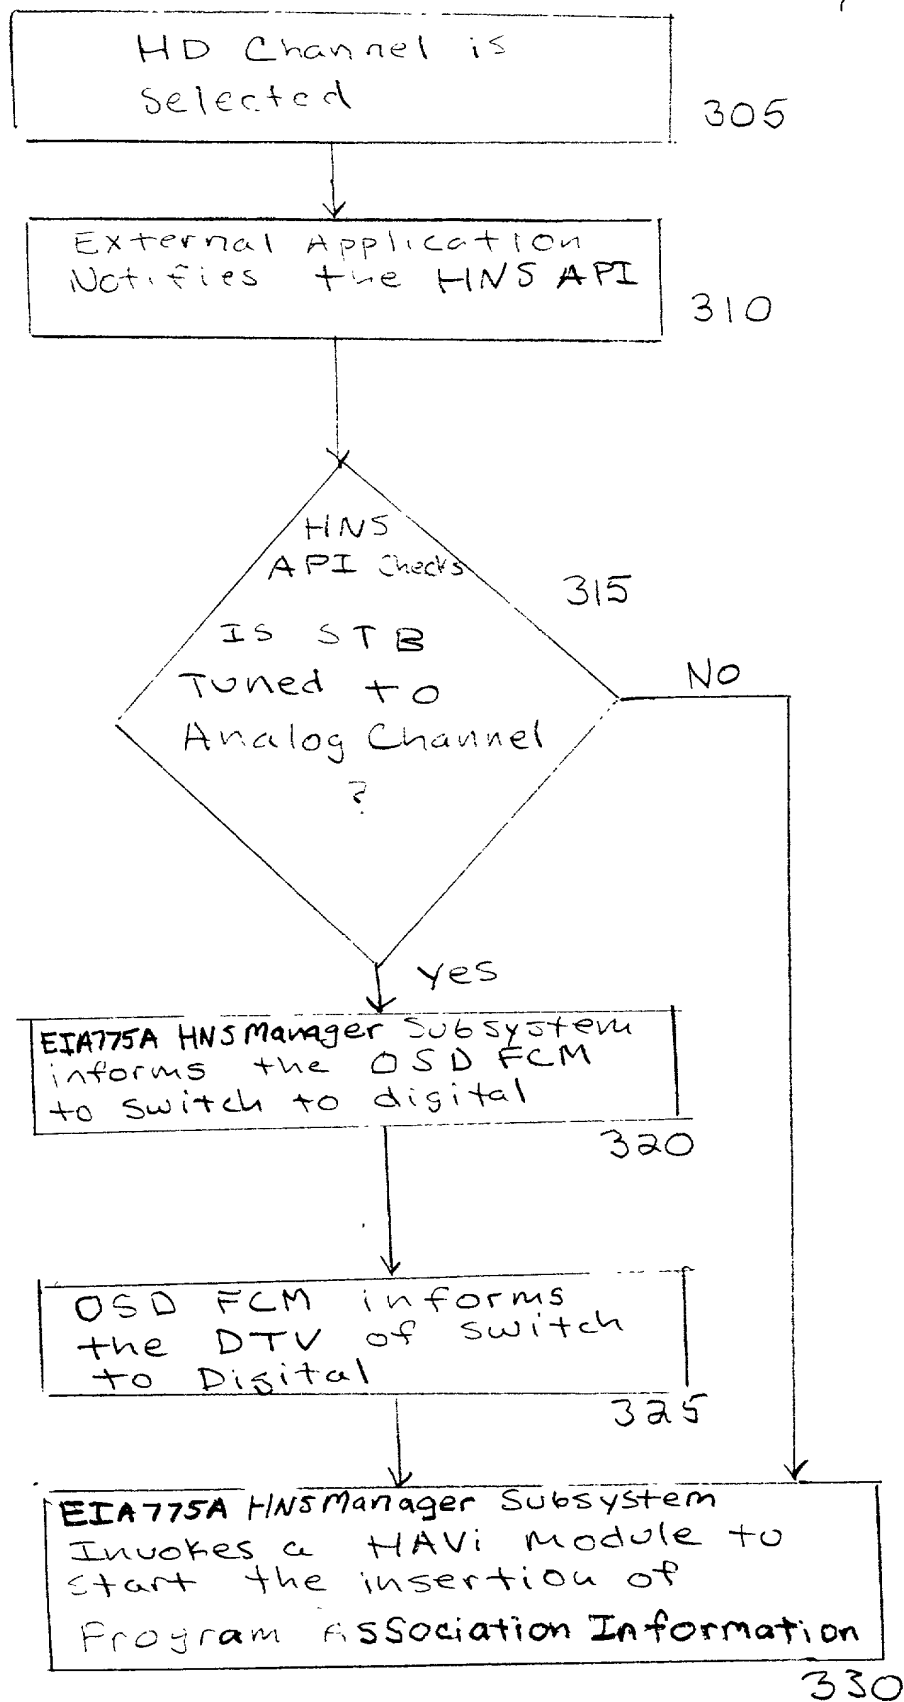 HD Channel is
Selected
305
External Application
Notifies the HNS API
310
HNS
API Checks
315
Is STB
Tuned to
Analog Channel
?
No
yes
EIA775A HNS Manager Subsystem
informs the OSD FCM
to switch to digital
320
OSD FCM informs
the DTV of switch
to Digital
325
EIA775A HNS Manager Subsystem
Invokes a HAVi module to
start the insertion of
Program Association Information
330